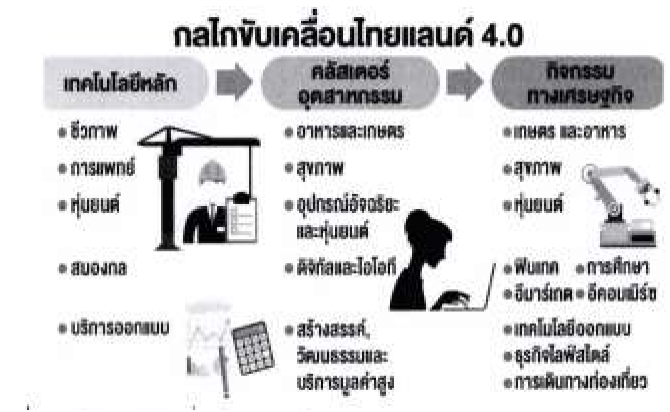 กลไกขับเคลื่อนไทยแลนด์ 4.0
เทคโนโลยีหลัก
คลัสเตอร์
อุตสาหกรรม
กิจกรรม
ทางเศรษฐกิจ
• ชีวภาพ
• การแพทย์
• หุ่นยนต์
• สมองกล
• บริการออกแบบ
• อาหารและเกษตร
• สุขภาพ
• อุปกรณ์อัจฉริยะ
และหุ่นยนต์
• ดิจิทัลและไอโอที
• สร้างสรรค์,
วัฒนธรรมและ
บริการมูลค่าสูง
• เกษตร และอาหาร
• สุขภาพ
• หุ่นยนต์
• ฟินเทค • การศึกษา
• อีมาร์เกต • อีคอมเมิร์ซ
• เทคโนโลยีออกแบบ
• ธุรกิจไลฟ์สไตล์
• การเดินทางท่องเที่ยว